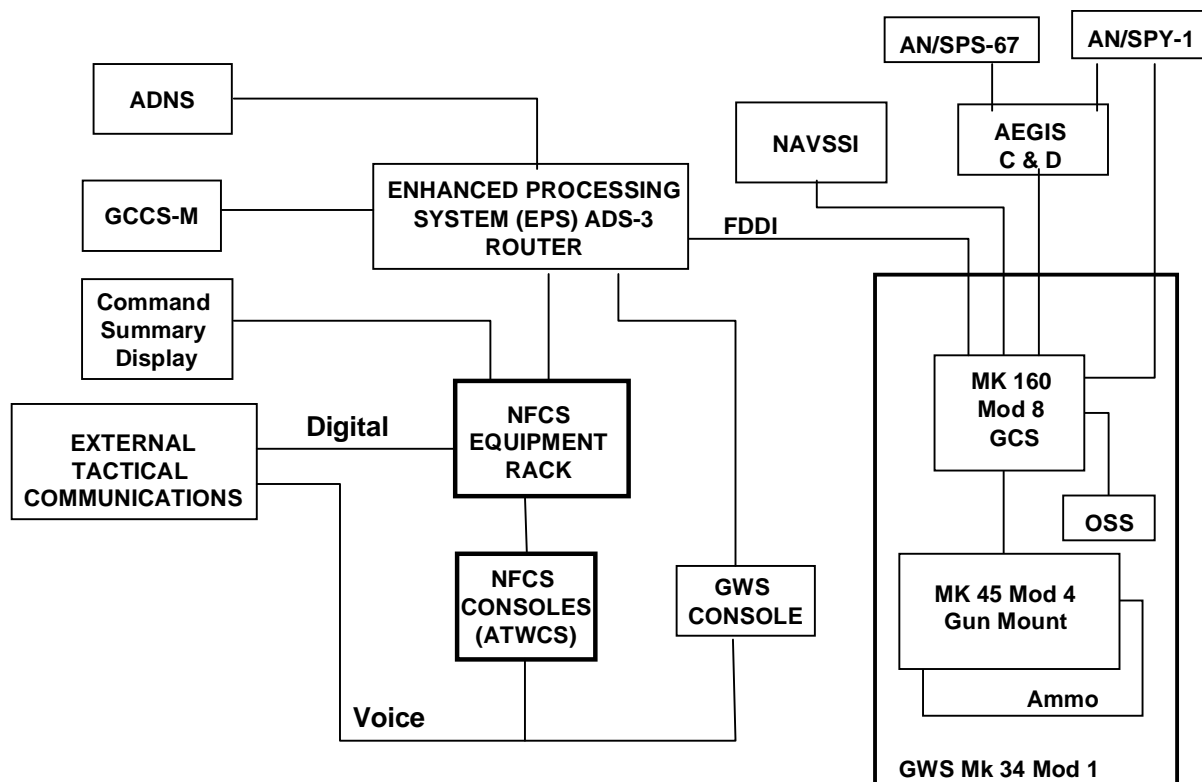 AN/SPS-67
AN/SPY-1
ADNS
NAVSSI
AEGIS
C & D
ENHANCED PROCESSING
SYSTEM (EPS) ADS-3
ROUTER
GCCS-M
FDDI
Command
Summary
Display
MK 160
Mod 8
GCS
NFCS
EQUIPMENT
RACK
Digital
EXTERNAL
TACTICAL
COMMUNICATIONS
OSS
NFCS
CONSOLES
(ATWCS)
GWS
CONSOLE
MK 45 Mod 4
Gun Mount
Ammo
Voice
GWS Mk 34 Mod 1